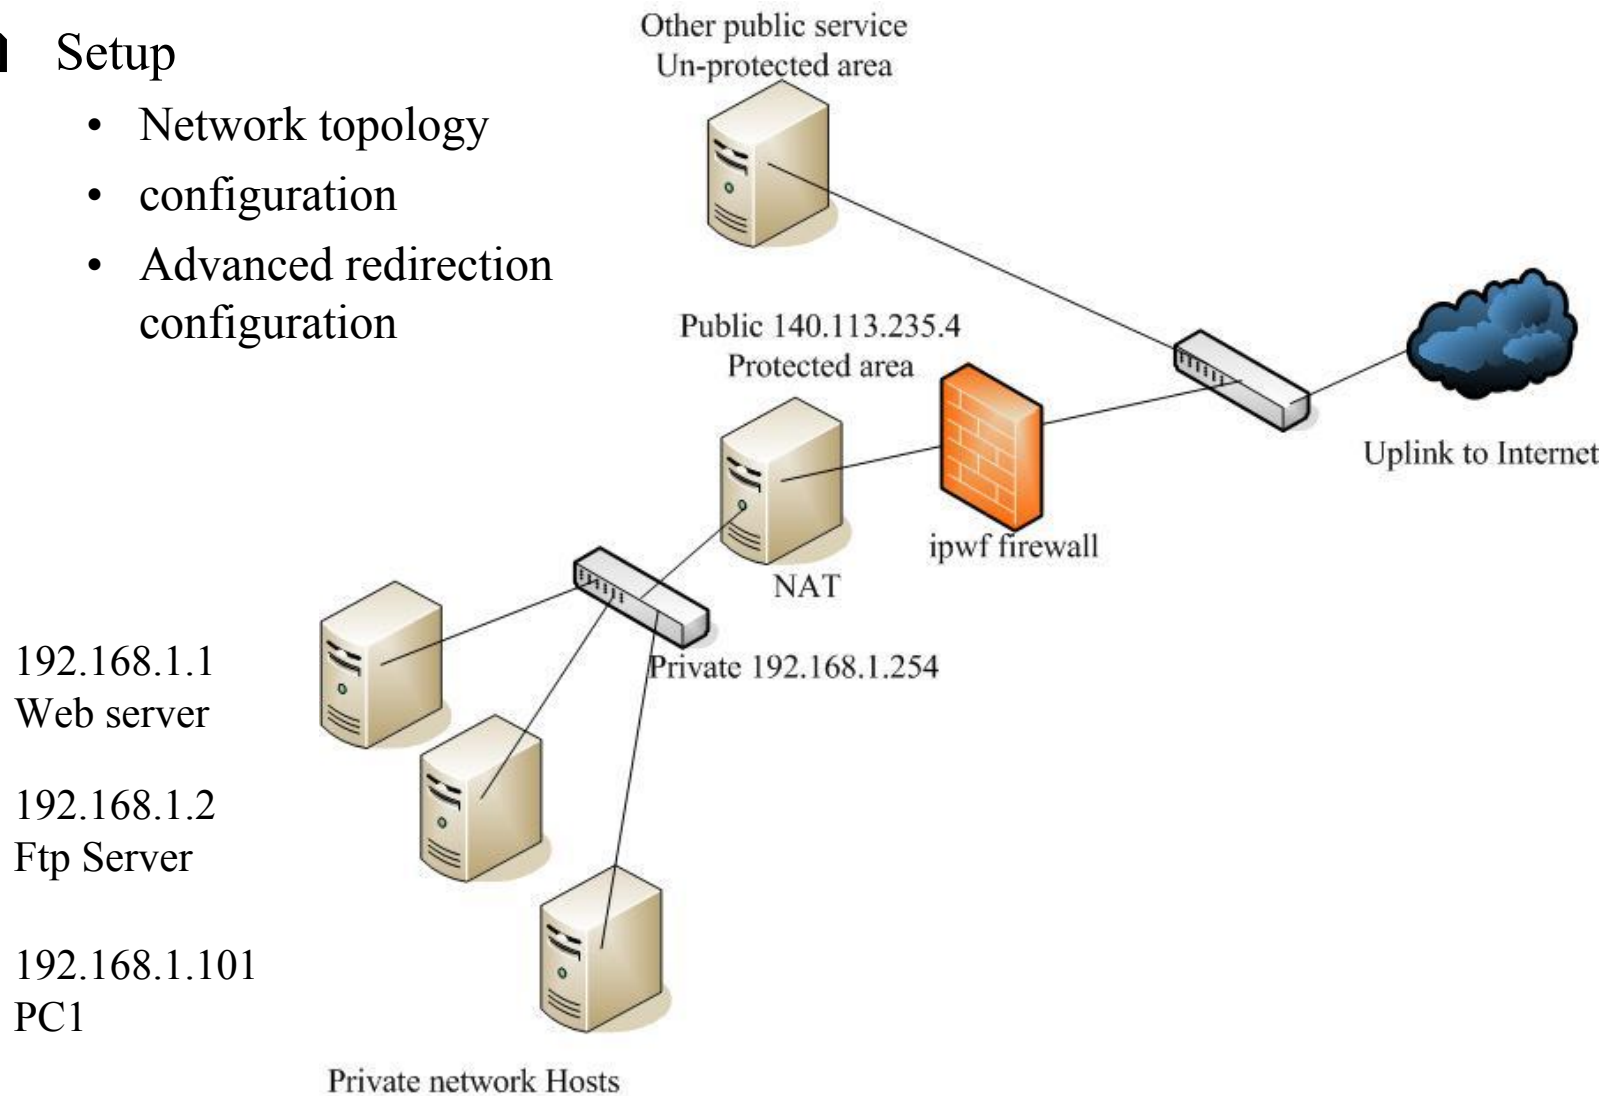 Setup
• Network topology
• configuration
• Advanced redirection
configuration
Other public service
Un-protected area
Public 140.113.235.4
Protected area
Uplink to Internet
ipwf firewall
NAT
Private 192.168.1.254
192.168.1.1
Web server
192.168.1.2
Ftp Server
192.168.1.101
PC1
Private network Hosts